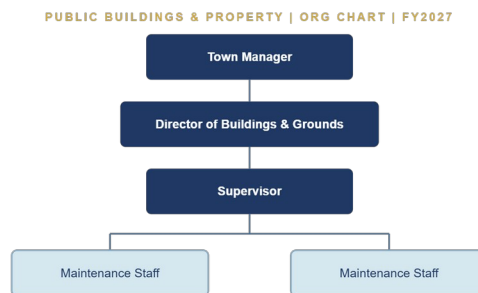 PUBLIC BUILDINGS & PROPERTY | ORG CHART | FY2027
Town Manager
Director of Buildings & Grounds
Supervisor
Maintenance Staff
Maintenance Staff